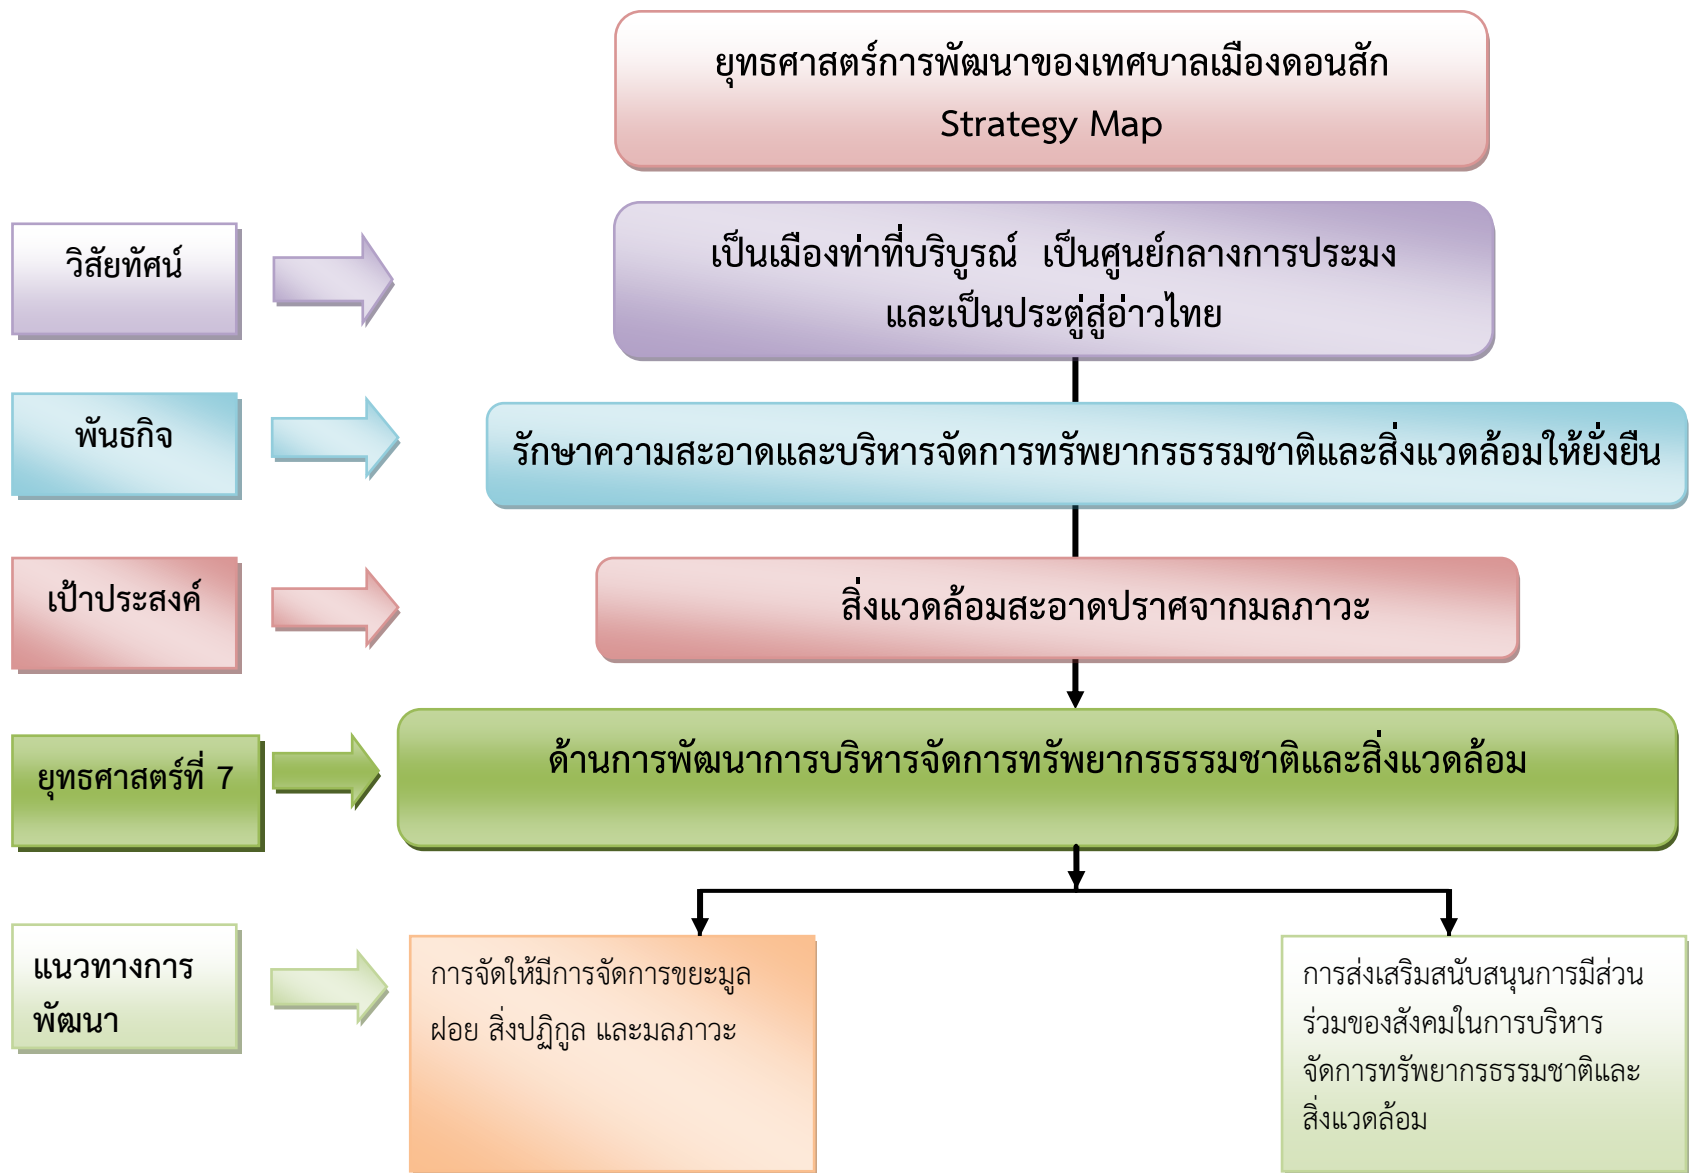 ยุทธศาสตร์การพัฒนาของเทศบาลเมืองดอนสัก
Strategy Map
วิสัยทัศน์
เป็นเมืองท่าที่บริบูรณ์ เป็นศูนย์กลางการประมง
และเป็นประตู่สู่อ่าวไทย
พันธกิจ
รักษาความสะอาดและบริหารจัดการทรัพยากรธรรมชาติและสิ่งแวดล้อมให้ยั่งยืน
เป้าประสงค์
สิ่งแวดล้อมสะอาดปราศจากมลภาวะ
ยุทธศาสตร์ที่ 7
ด้านการพัฒนาการบริหารจัดการทรัพยากรธรรมชาติและสิ่งแวดล้อม
แนวทางการ
พัฒนา
การจัดให้มีการจัดการขยะมูล
ฝอย สิ่งปฏิกูล และมลภาวะ
การส่งเสริมสนับสนุนการมีส่วน
ร่วมของสังคมในการบริหาร
จัดการทรัพยากรธรรมชาติและ
สิ่งแวดล้อม